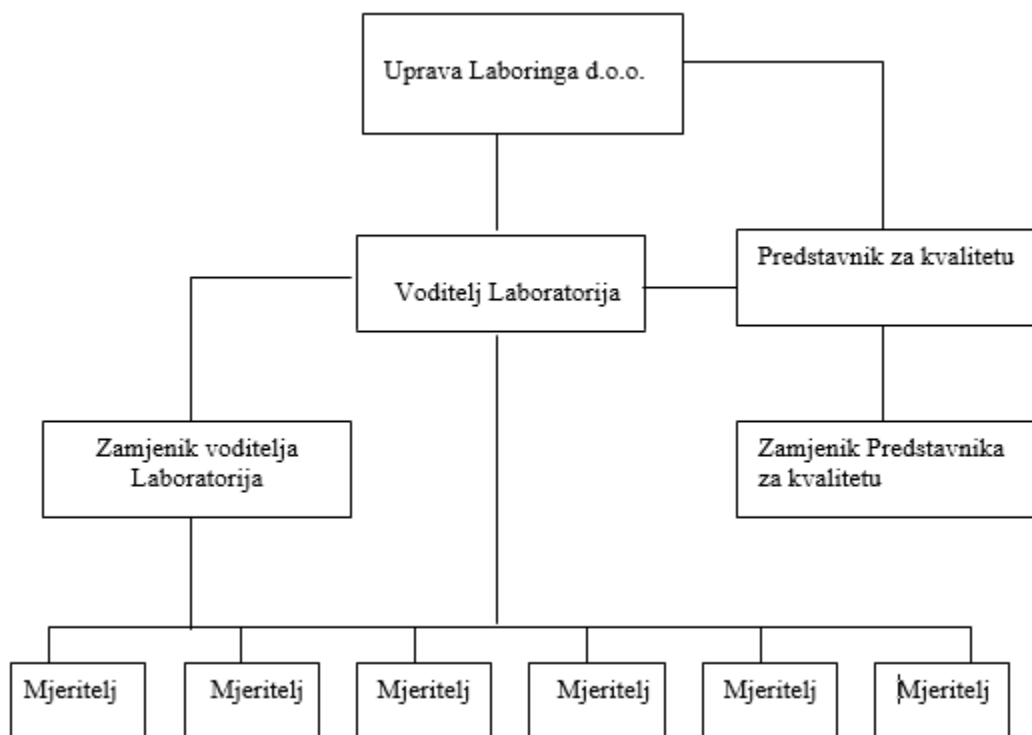 Uprava Laboringa d.o.o.
Predstavnik za kvalitetu
Voditelj Laboratorija
Zamjenik voditelja
Laboratorija
Zamjenik Predstavnika
za kvalitetu
Mjeritelj
Mjeritelj
Mjeritelj
Mjeritelj
Mjeritelj
Mjeritelj